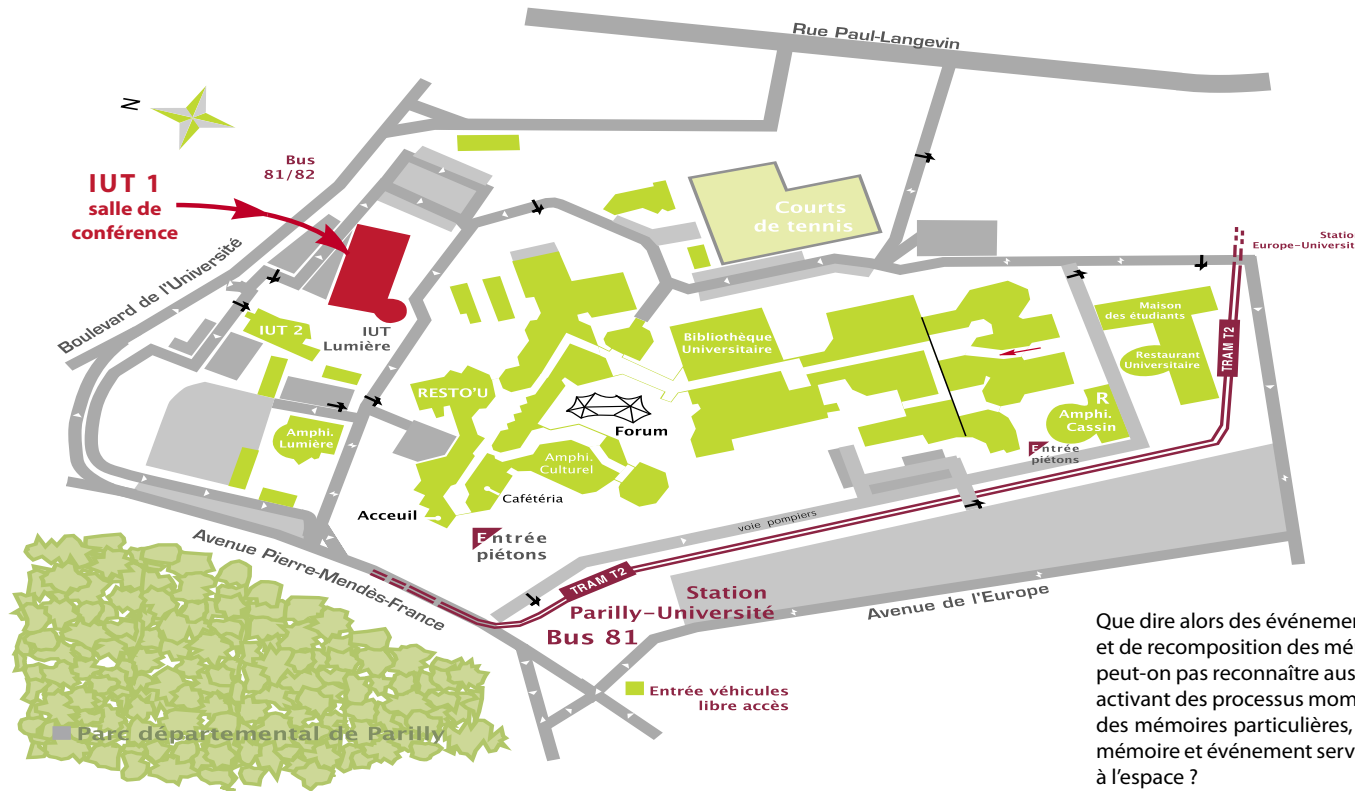 Rue Paul-Langevin
N
Bus
81/82
IUT 1
salle de
conférence
Boulevard de l'Université
Courts
de tennis
Station
Europe-Universit
IUT 2
IUT
Lumière
Bibliothèque
Universitaire
Maison
des étudiants
Restaurant
Universitaire
TRAM T2
RESTO'U
R
Amphi.
Cassin
Forum
Amphi.
Lumière
Amphi.
Culturel
Entrée
piétons
Cafétéria
Acceuil
Entrée
piétons
voie pompiers
Avenue Pierre-Mendès-France
TRAM T2
Station
Parilly-Université
Bus 81
Avenue de l'Europe
Entrée véhicules
libre accès
Parc départemental de Parilly
Que dire alors des événemen
et de recomposition des mé
peut-on pas reconnaître aus
activant des processus mom
des mémoires particulières,
mémoire et événement serv
à l'espace ?